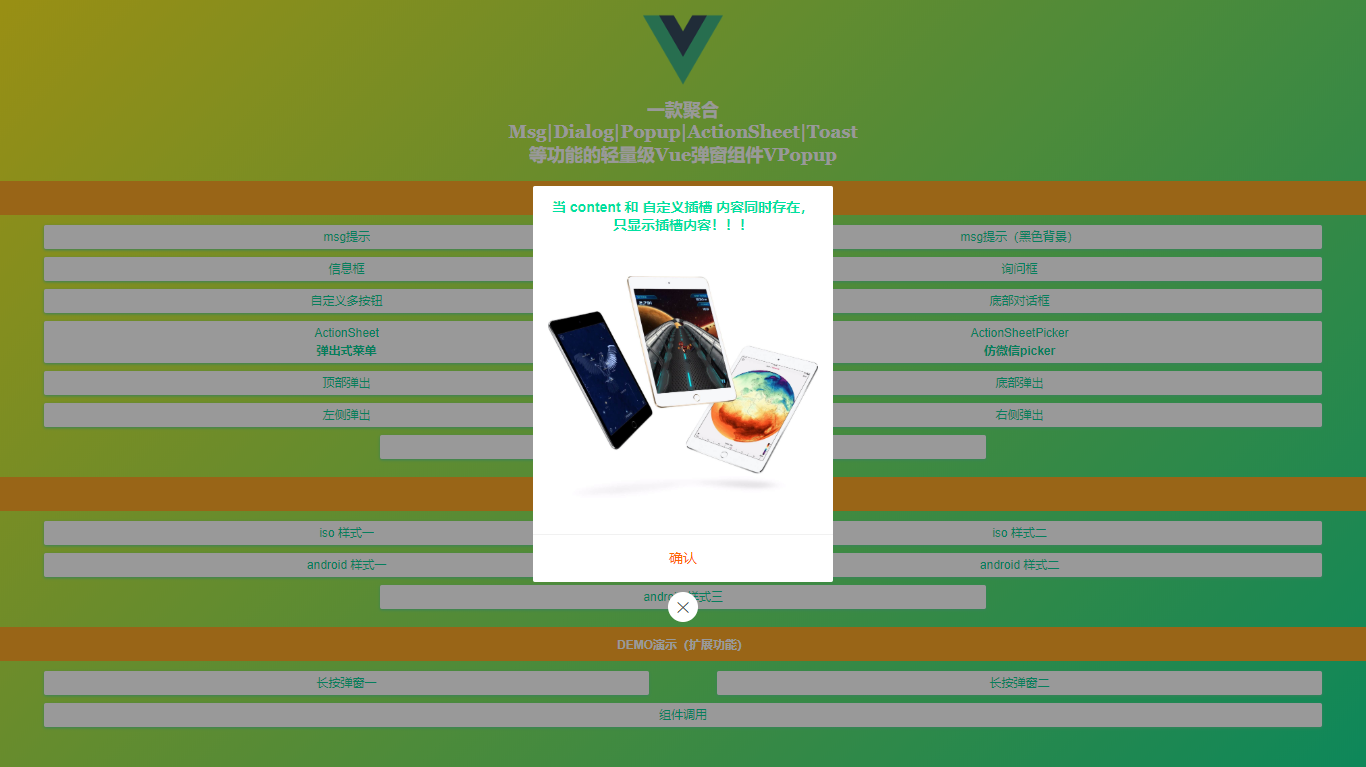 一款聚合
Msg|Dialog|Popup|ActionSheet|Toast
等功能的轻量级Vue弹窗组件VPopup
当 content 和 自定义插槽 内容同时存在，
只显示插槽内容！！！
msg提示
msg提示（黑色背景）
信息框
询问框
自定义多按钮
底部对话框
ActionSheet
弹出式菜单
ActionSheetPicker
仿微信picker
顶部弹出
底部弹出
左侧弹出
右侧弹出
iso 样式一
iso 样式二
确认
android 样式一
android 样式二
DEMO演示（扩展功能）
长按弹窗一
长按弹窗二
组件调用